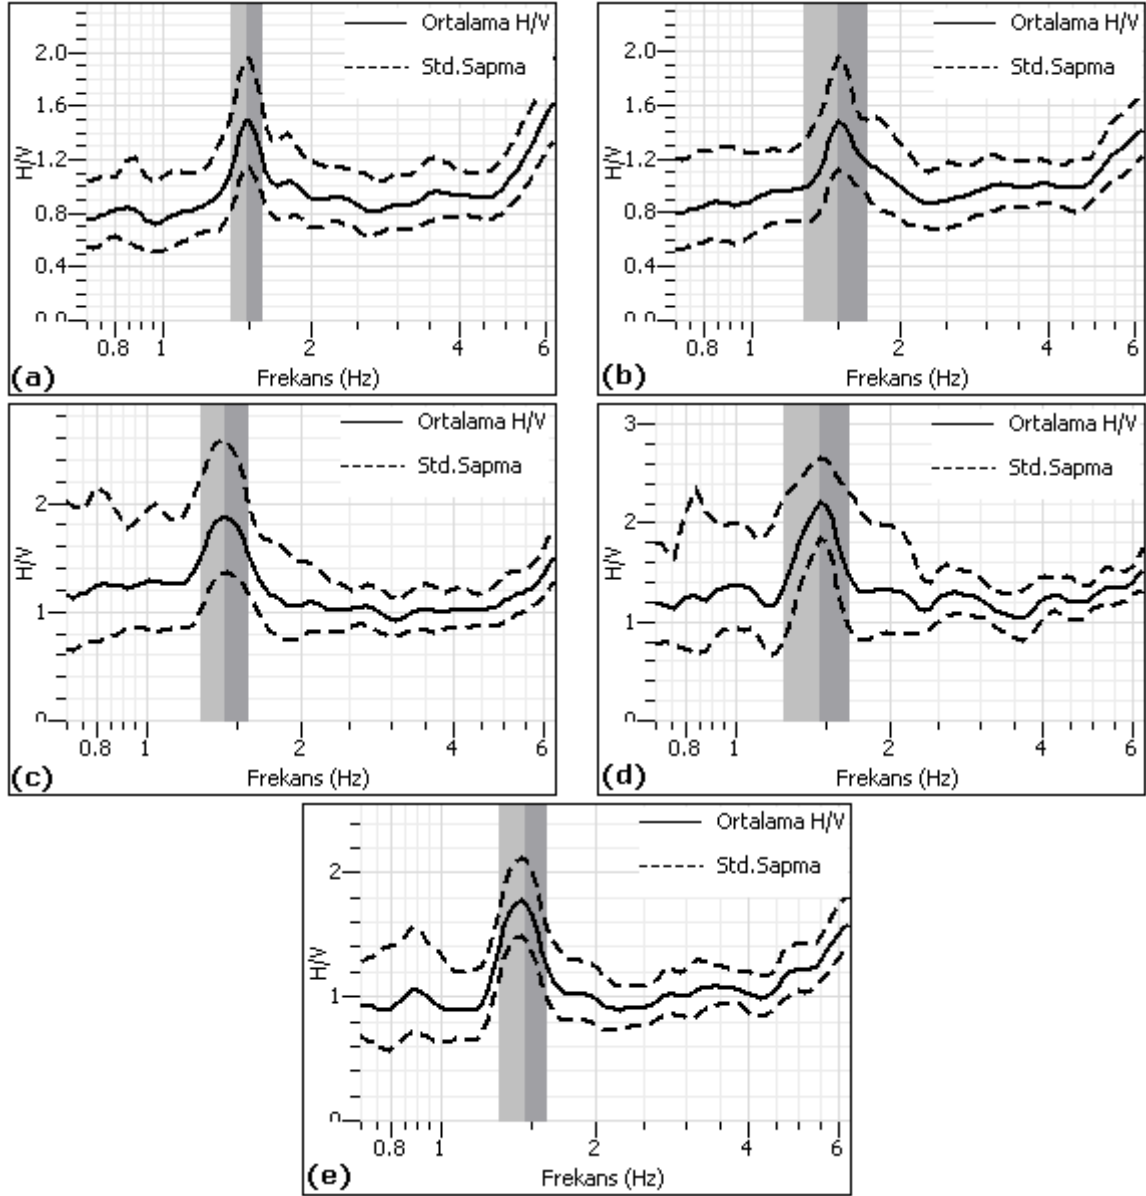 Ortalama H/V
Std.Sapma
2.0
1.6
1.2
0.8
0.4
0.0
H/V
0.8 1 2 4 6
Frekans (Hz)
(a)
Ortalama H/V
Std.Sapma
2.0
1.6
1.2
0.8
0.4
0.0
H/V
0.8 1 2 4 6
Frekans (Hz)
(b)
Ortalama H/V
Std.Sapma
2
1
0
H/V
0.8 1 2 4 6
Frekans (Hz)
(c)
Ortalama H/V
Std.Sapma
3
2
1
0
H/V
0.8 1 2 4 6
Frekans (Hz)
(d)
Ortalama H/V
Std.Sapma
2
1
0
H/V
0.8 1 2 4 6
Frekans (Hz)
(e)